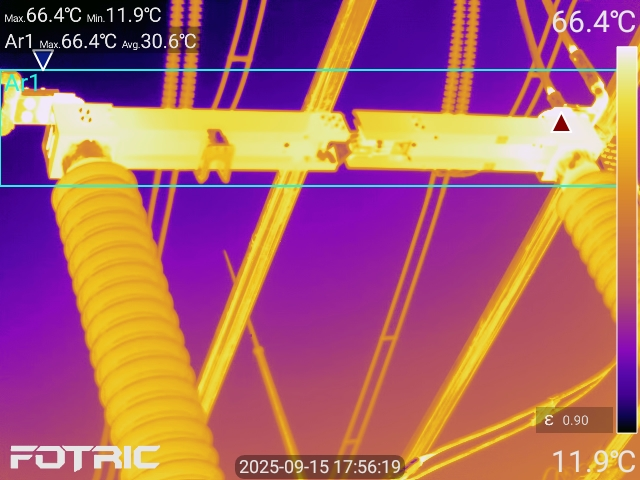 Max.66.4℃ Min.11.9℃
Ar1 Max.66.4℃ Avg.30.6℃
66.4℃
Ar1
ε 0.90
FOTRIC
2025-09-15 17:56:19
11.9℃